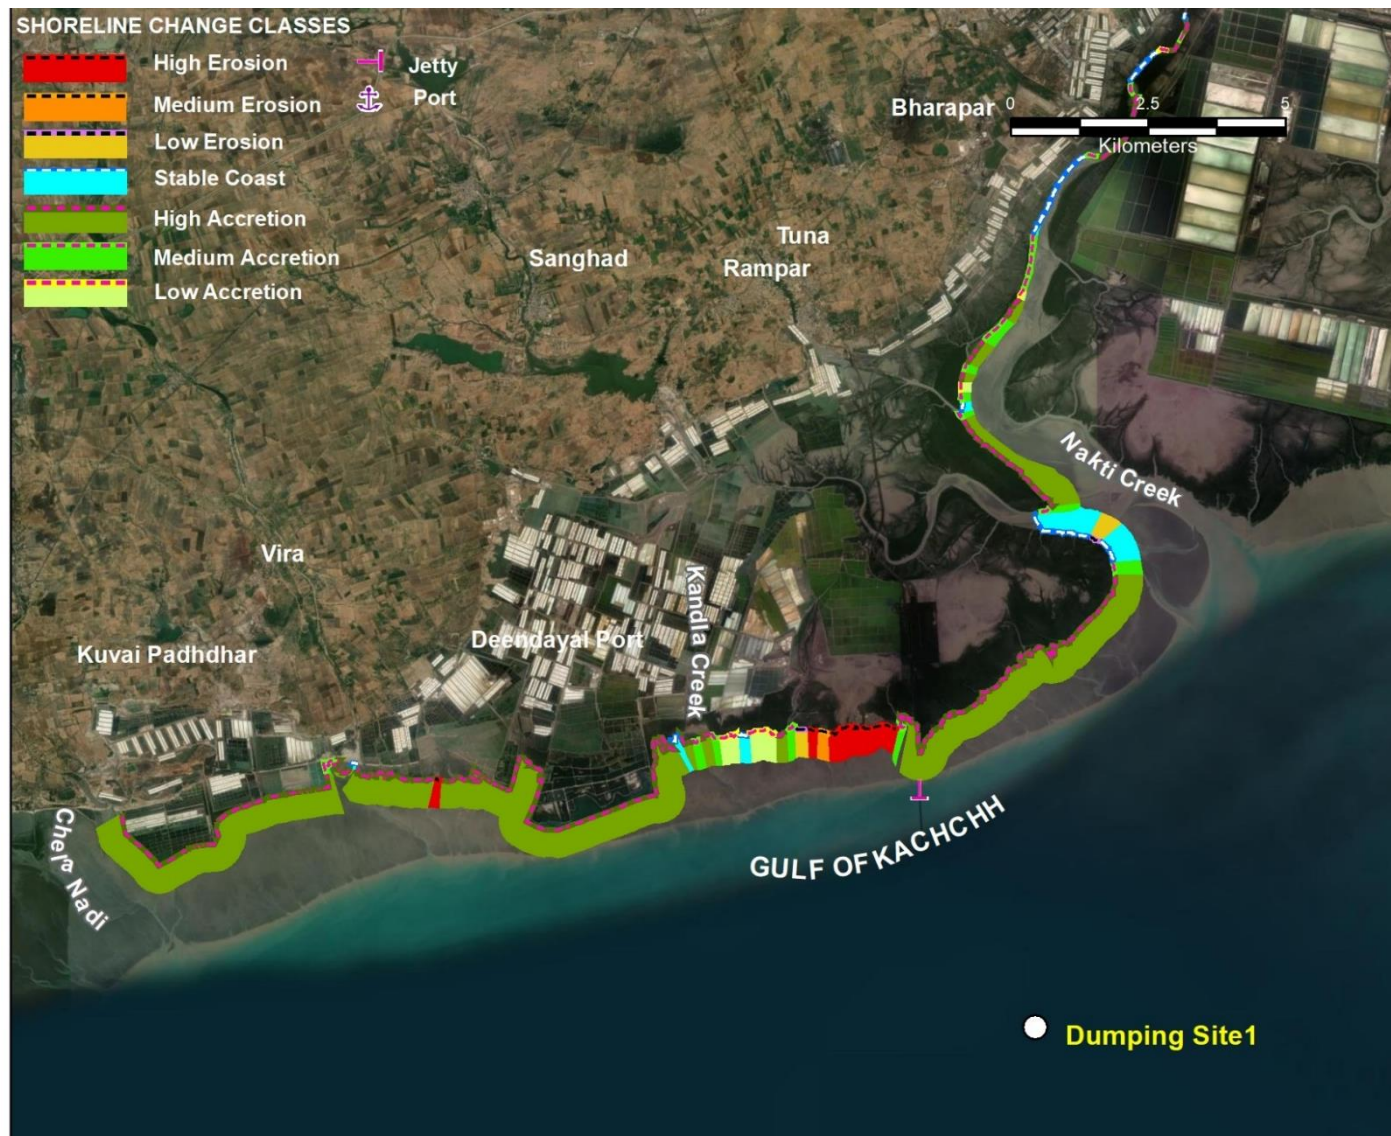 SHORELINE CHANGE CLASSES
High Erosion
Jetty
Medium Erosion
Port
Low Erosion
Stable Coast
High Accretion
Medium Accretion
Low Accretion
Bharapar
0 2.5 5
Kilometers
Tuna
Sanghad
Rampar
Nakti Creek
Vira
Kandla Creek
Deendayal Port
Kuvai Padhdhar
Chela Nadi
GULF OF KACHCHH
Dumping Site1